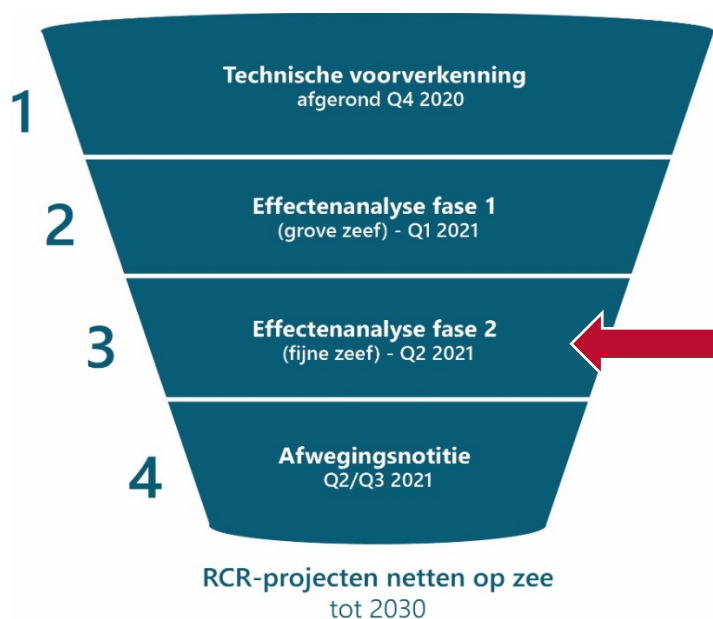 1
Technische voorverkenning
afgerond Q4 2020
2
Effectenanalyse fase 1
(grove zeef) - Q1 2021
3
Effectenanalyse fase 2
(fijne zeef) - Q2 2021
4
Afwegingsnotitie
Q2/Q3 2021
RCR-projecten netten op zee
tot 2030